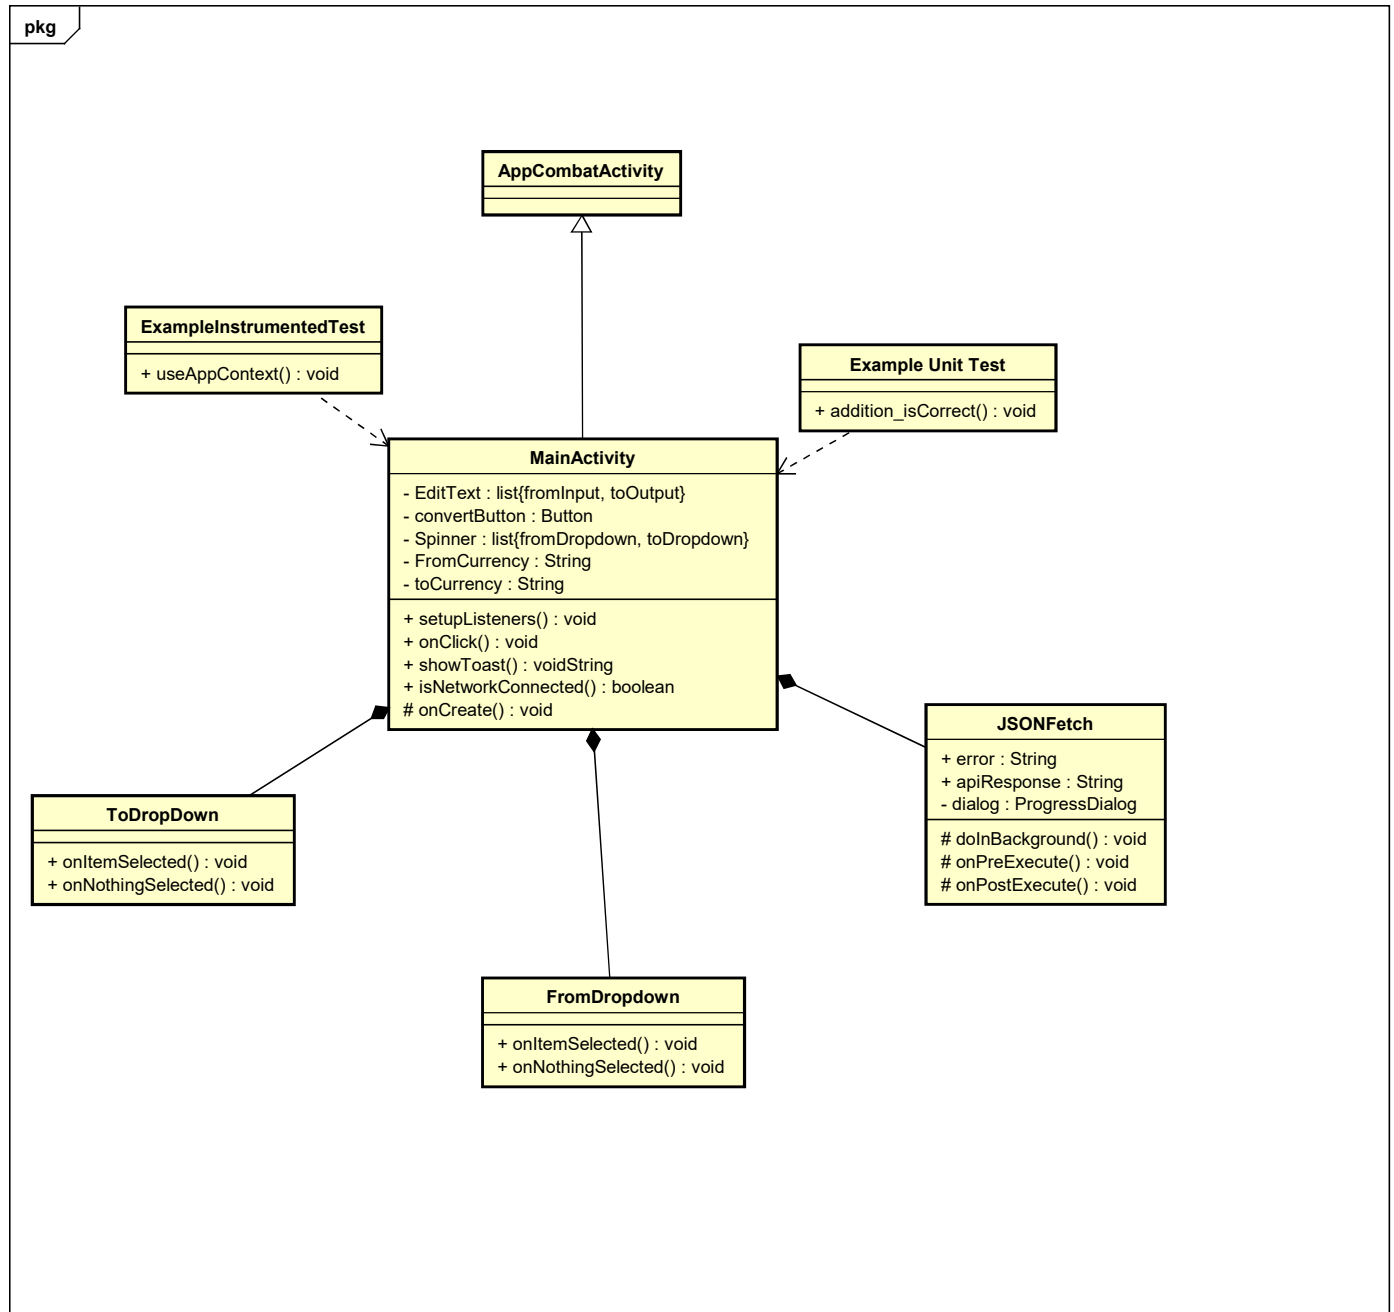 pkg
AppCombatActivity
ExampleInstrumentedTest
+ useAppContext() : void
Example Unit Test
+ addition_isCorrect() : void
MainActivity
- EditText : list{fromInput, toOutput}
- convertButton : Button
- Spinner : list{fromDropdown, toDropdown}
- FromCurrency : String
- toCurrency : String
+ setupListeners() : void
+ onClick() : void
+ showToast() : voidString
+ isNetworkConnected() : boolean
# onCreate() : void
JSONFetch
+ error : String
+ apiResponse : String
- dialog : ProgressDialog
# doInBackground() : void
# onPreExecute() : void
# onPostExecute() : void
ToDropDown
+ onItemSelected() : void
+ onNothingSelected() : void
FromDropdown
+ onItemSelected() : void
+ onNothingSelected() : void